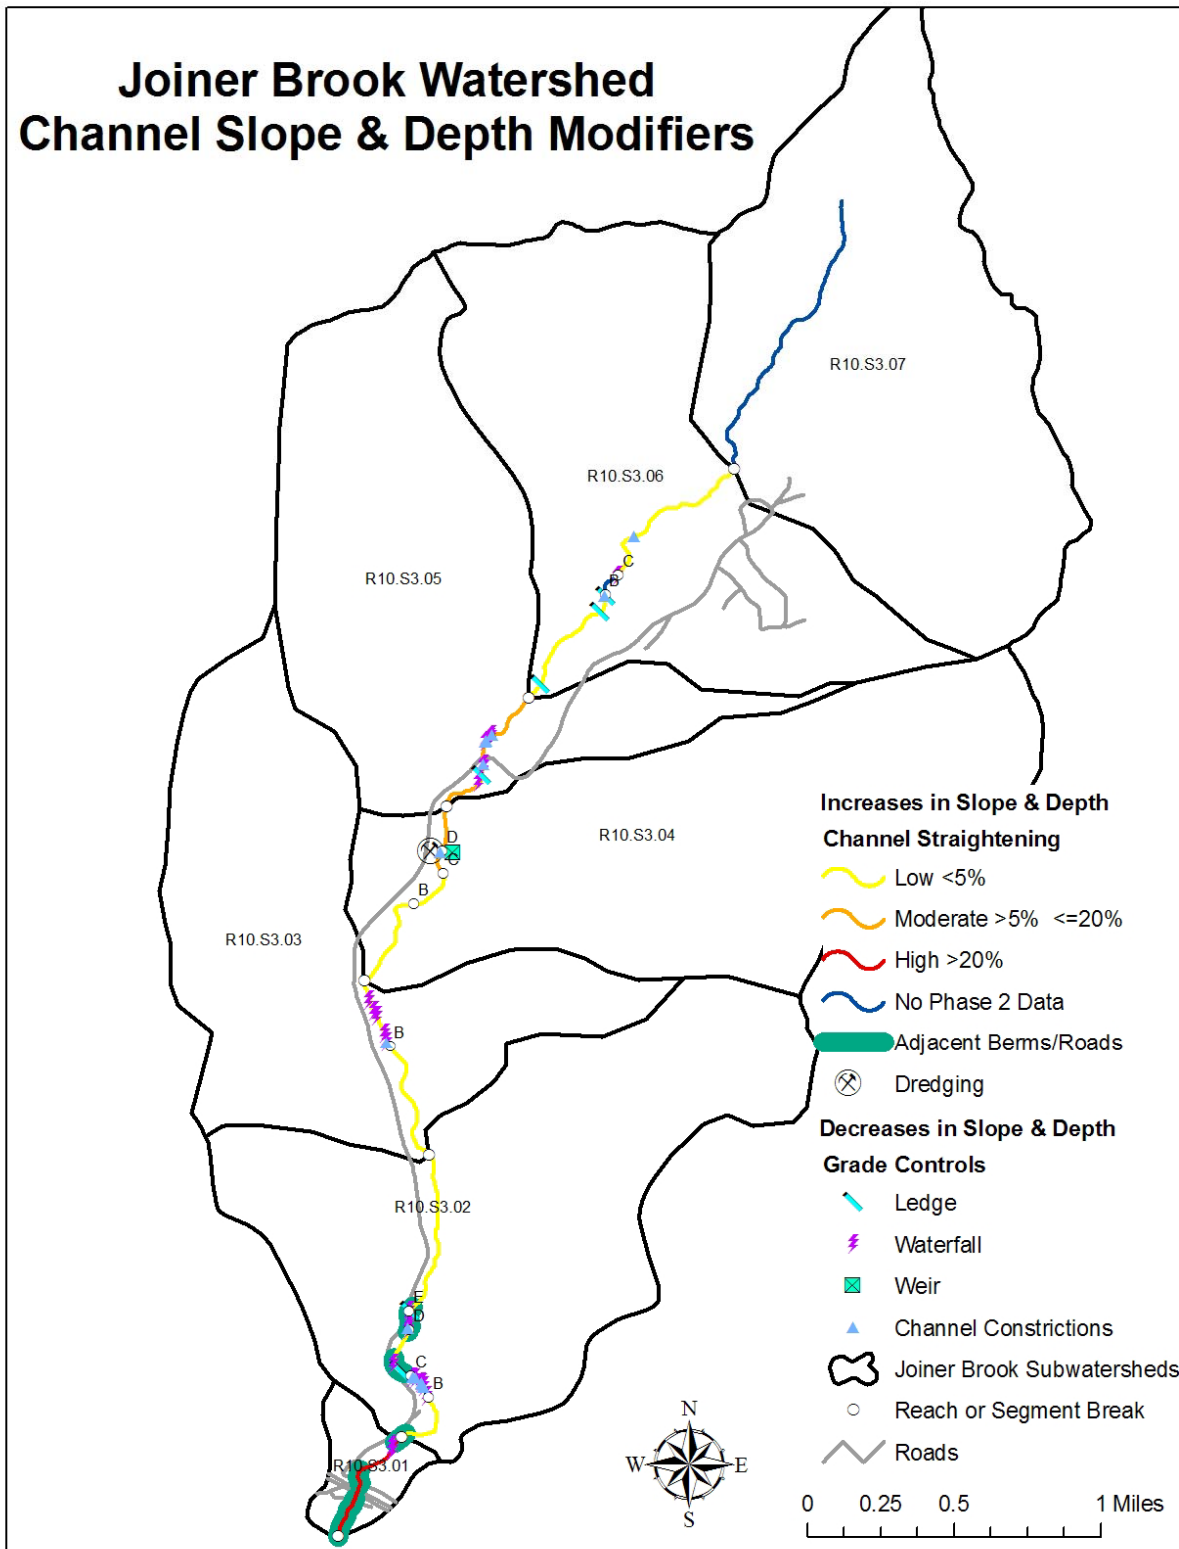 Joiner Brook Watershed
Channel Slope & Depth Modifiers
R10.S3.07
R10.S3.06
C
B
R10.S3.05
D
C
B
R10.S3.04
R10.S3.03
B
R10.S3.02
E
D
C
B
R10.S3.01
Increases in Slope & Depth
Channel Straightening
Low <5%
Moderate >5% <=20%
High >20%
No Phase 2 Data
Adjacent Berms/Roads
Dredging
Decreases in Slope & Depth
Grade Controls
Ledge
Waterfall
Weir
Channel Constrictions
Joiner Brook Subwatersheds
Reach or Segment Break
Roads
N
W E
S
0 0.25 0.5 1 Miles